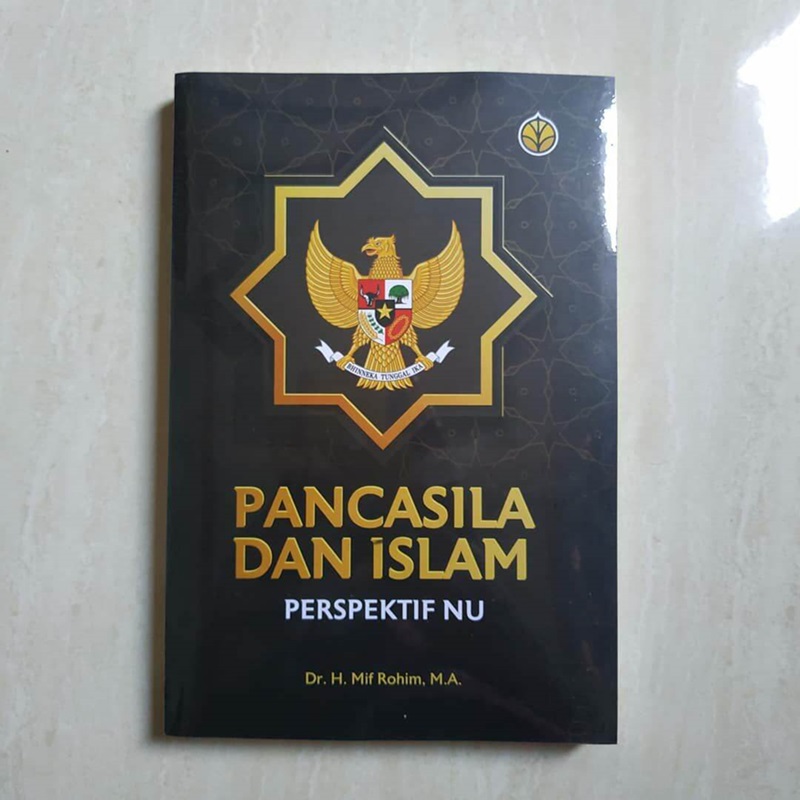 BHINNEKA TUNGGAL IKA
PANCASILA
DAN ISLAM
PERSPEKTIF NU
Dr. H. Mif Rohim, M.A.